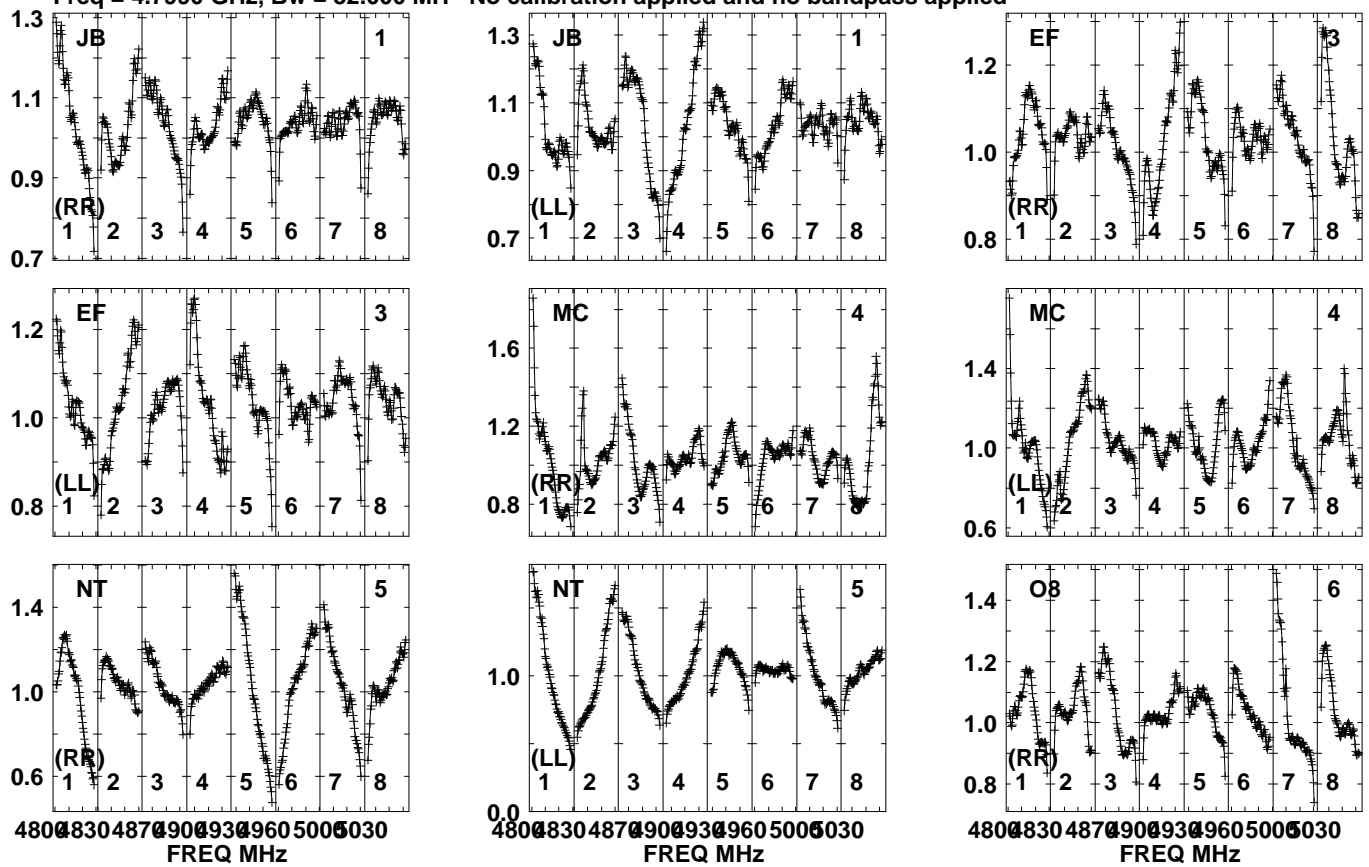 Freq = 4.7990 GHz, Bw = 32.000 MH No calibration applied and no bandpass applied
JB 1
1.3
1.1
0.9
0.7
(RR)
1 2 3 4 5 6 7 8
JB 1
1.3
1.1
0.9
0.7
(LL)
1 2 3 4 5 6 7 8
EF 3
1.2
1.0
0.8
(RR)
1 2 3 4 5 6 7 8
EF 3
1.2
1.0
0.8
(LL)
1 2 3 4 5 6 7 8
MC 4
1.6
1.2
0.8
(RR)
1 2 3 4 5 6 7 8
MC 4
1.4
1.0
0.6
(LL)
1 2 3 4 5 6 7 8
NT 5
1.4
1.0
0.6
(RR)
1 2 3 4 5 6 7 8
4800 4830 4870 4900 4930 4960 5000 5030
FREQ MHz
NT 5
1.0
0.0
(LL)
1 2 3 4 5 6 7 8
4800 4830 4870 4900 4930 4960 5000 5030
FREQ MHz
O8 6
1.4
1.2
1.0
0.8
(RR)
1 2 3 4 5 6 7 8
4800 4830 4870 4900 4930 4960 5000 5030
FREQ MHz